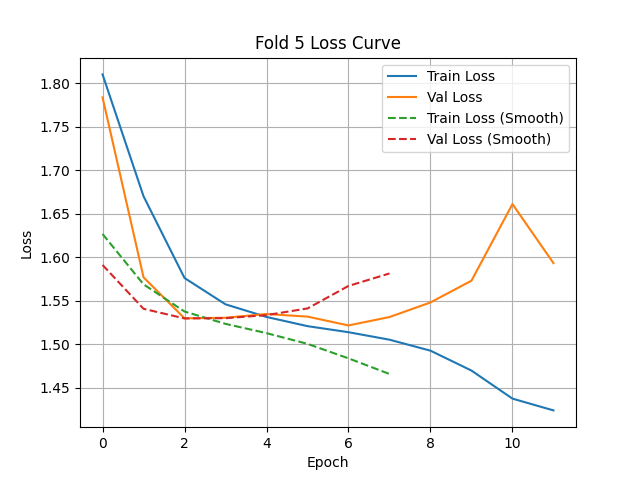 Fold 5 Loss Curve
Train Loss
Val Loss
Train Loss (Smooth)
Val Loss (Smooth)
Loss
1.80
1.75
1.70
1.65
1.60
1.55
1.50
1.45
0 2 4 6 8 10
Epoch